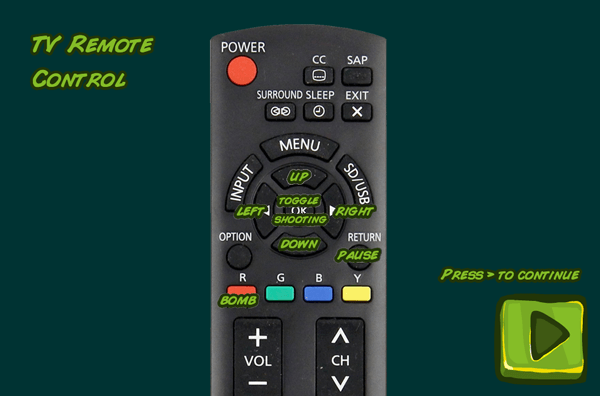 TV Remote
Control
POWER
CC SAP
SURROUND SLEEP EXIT
MENU
INPUT
SD/USB
UP
TOGGLE
OK
LEFT
RIGHT
SHOOTING
DOWN
OPTION
RETURN
PAUSE
R G B Y
BOMB
Press > to continue
+ 
VOL CH
−